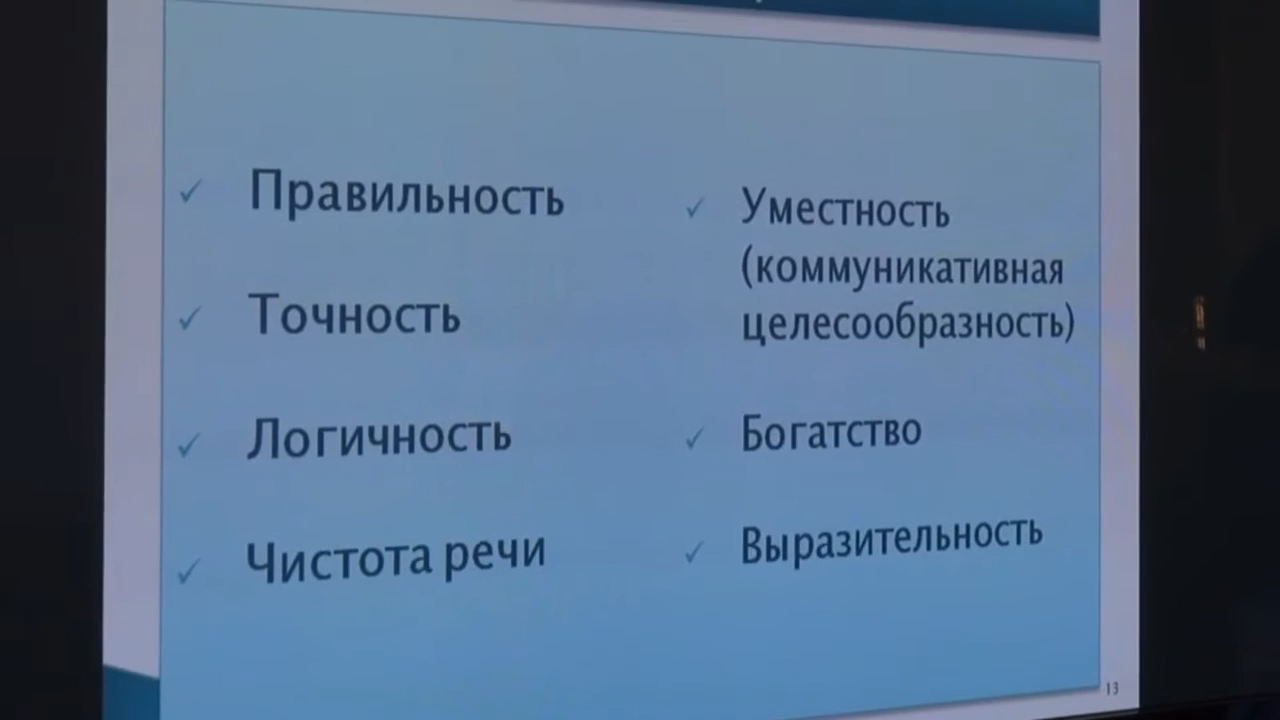 Правильность
Точность
Логичность
Чистота речи
Уместность
(коммуникативная
целесообразность)
Богатство
Выразительность
13